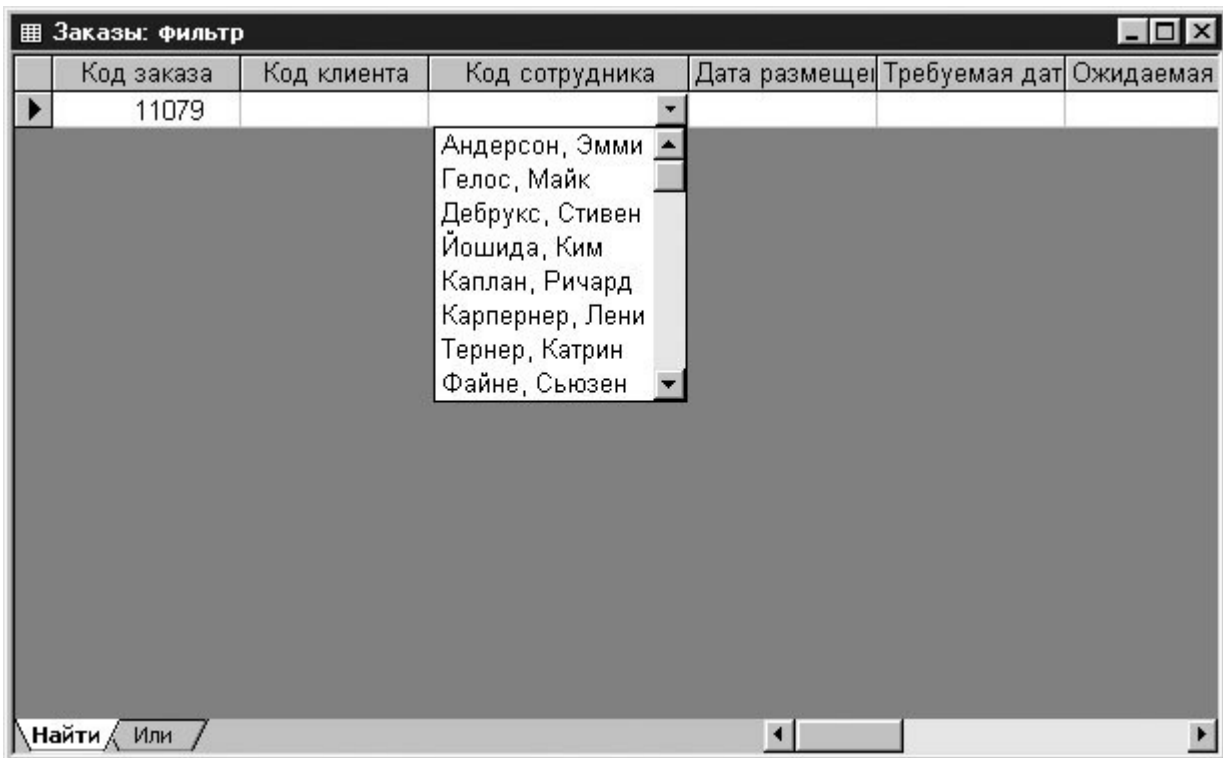 Заказы: фильтр
Код заказа Код клиента Код сотрудника Дата размещен Требуемая дат Ожидаемая
11079
Андерсон, Эмми
Гелос, Майк
Дебрукс, Стивен
Йошида, Ким
Каплан, Ричард
Карпернер, Лени
Тернер, Катрин
Файне, Сьюзен
Найти Или